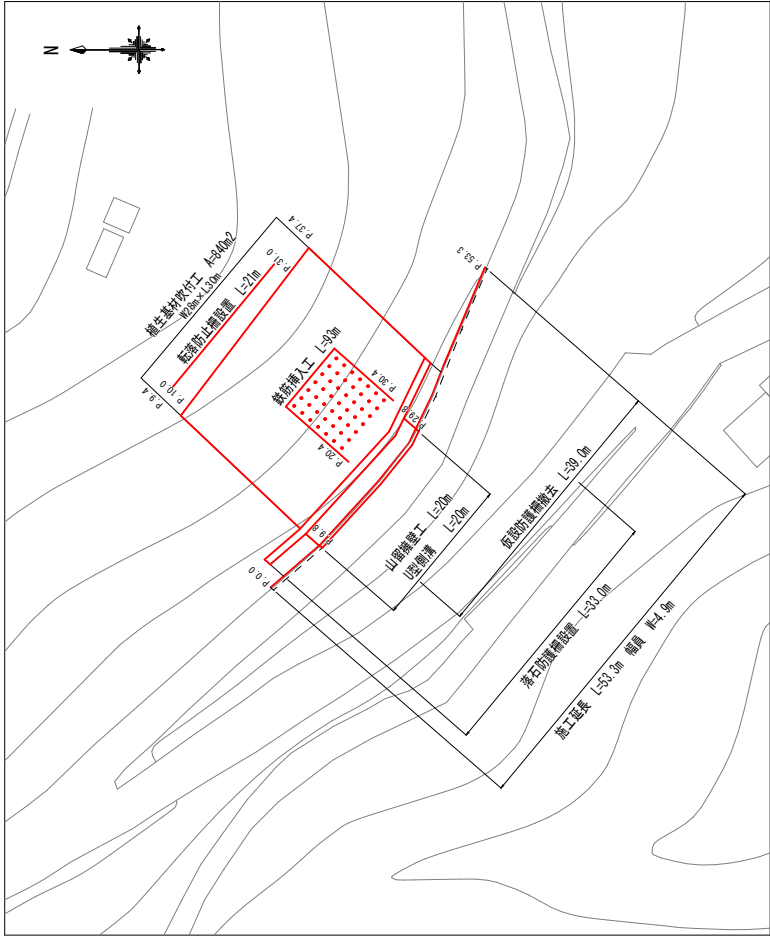 N
植生基材吹付工 A=840m2
W28m×L30m
転落防止柵設置 L=21m
P.9.4
P.10.0
P.31.0
P.37.4
鉄筋挿入工 L=93m
P.20.4
P.30.4
P.0.0
P.9.8
P.29.8
P.53.3
山留擁壁工 L=20m
U型側溝 L=20m
仮設防護柵撤去 L=39.0m
落石防護柵設置 L=33.0m
施工延長 L=53.3m 幅員 W=4.9m